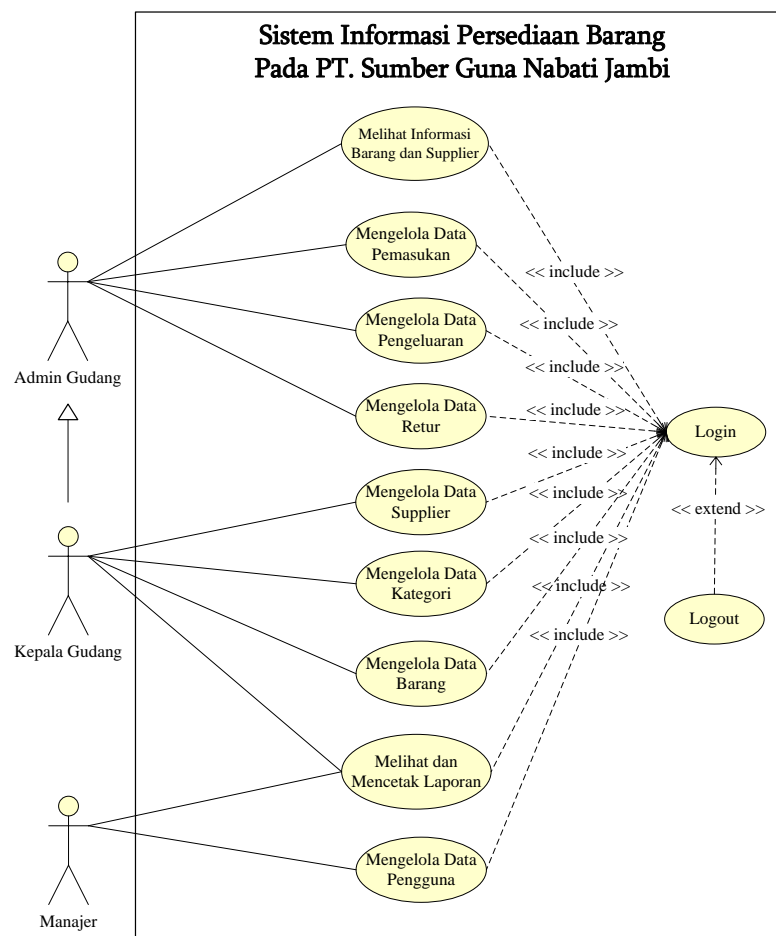 Sistem Informasi Persediaan Barang
Pada PT. Sumber Guna Nabati Jambi
Melihat Informasi
Barang dan Supplier
Mengelola Data
Pemasukan
<< include >>
Mengelola Data
Pengeluaran
<< include >>
Admin Gudang
<< include >>
Mengelola Data
Retur
<< include >>
Login
Mengelola Data
Supplier
<< include >>
<< include >>
<< extend >>
Mengelola Data
Kategori
<< include >>
<< include >>
Kepala Gudang
Logout
<< include >>
Mengelola Data
Barang
Melihat dan
Mencetak Laporan
Mengelola Data
Pengguna
Manajer